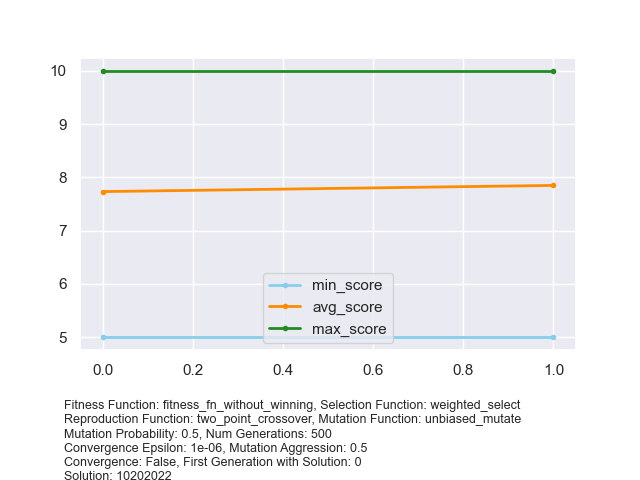 10
9
8
7
6
5
min_score
avg_score
max_score
0.0 0.2 0.4 0.6 0.8 1.0
Fitness Function: fitness_fn_without_winning, Selection Function: weighted_select
Reproduction Function: two_point_crossover, Mutation Function: unbiased_mutate
Mutation Probability: 0.5, Num Generations: 500
Convergence Epsilon: 1e-06, Mutation Aggression: 0.5
Convergence: False, First Generation with Solution: 0
Solution: 10202022